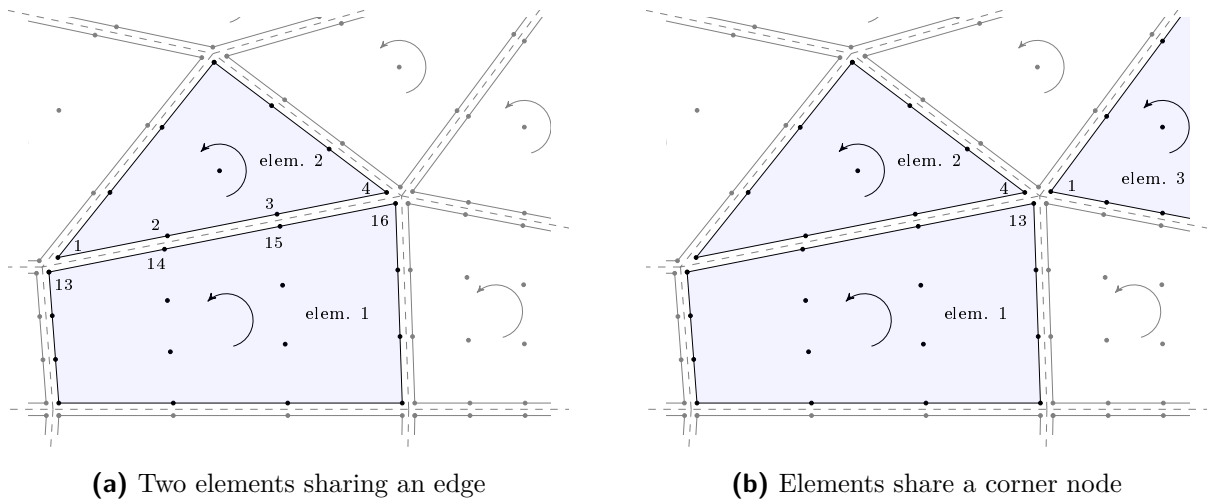 elem. 2
4
3
16
2
1
15
14
13
elem. 1
(a) Two elements sharing an edge
1
elem. 3
elem. 2
4
13
elem. 1
(b) Elements share a corner node